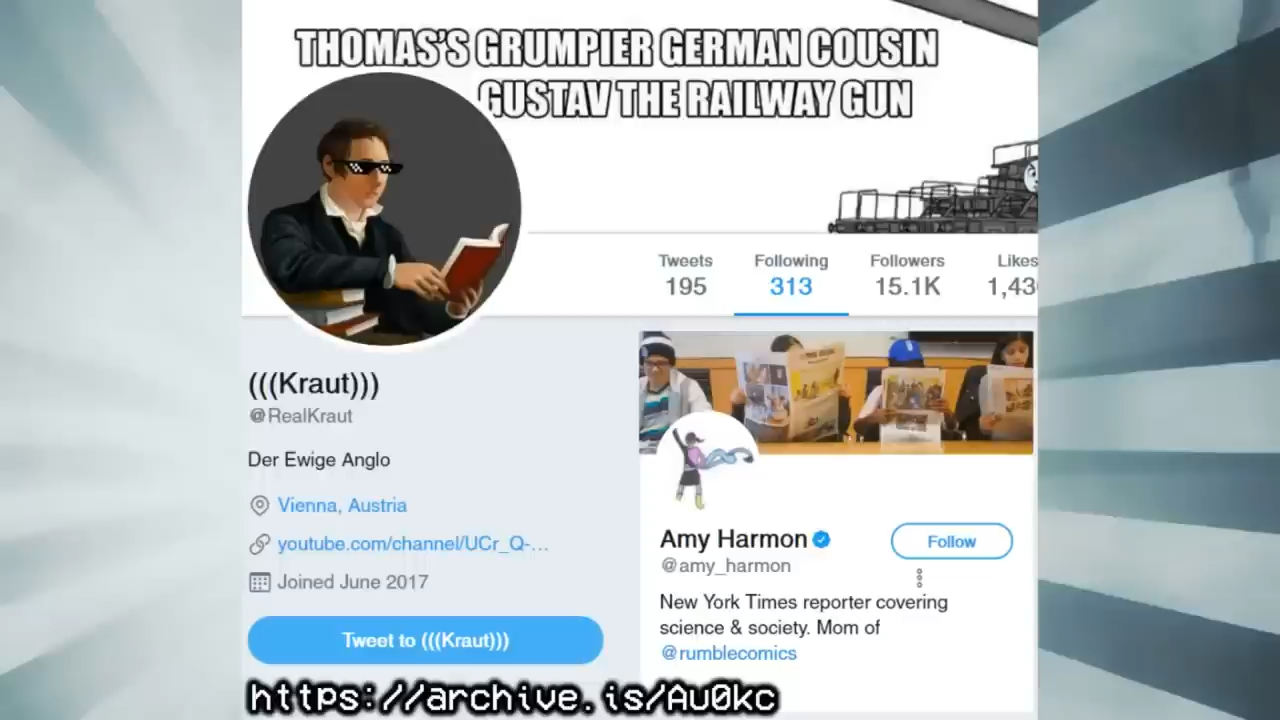 THOMAS'S GRUMPIER GERMAN COUSIN
GUSTAV THE RAILWAY GUN
Tweets
Following
Followers
Likes
195
313
15.1K
1,43
(((Kraut)))
@RealKraut
Der Ewige Anglo
Vienna, Austria
youtube.com/channel/UCr_Q-...
Joined June 2017
Tweet to (((Kraut)))
Amy Harmon
Follow
@amy_harmon
New York Times reporter covering
science & society. Mom of
@rumblecomics
https://archive.is/Au0kc